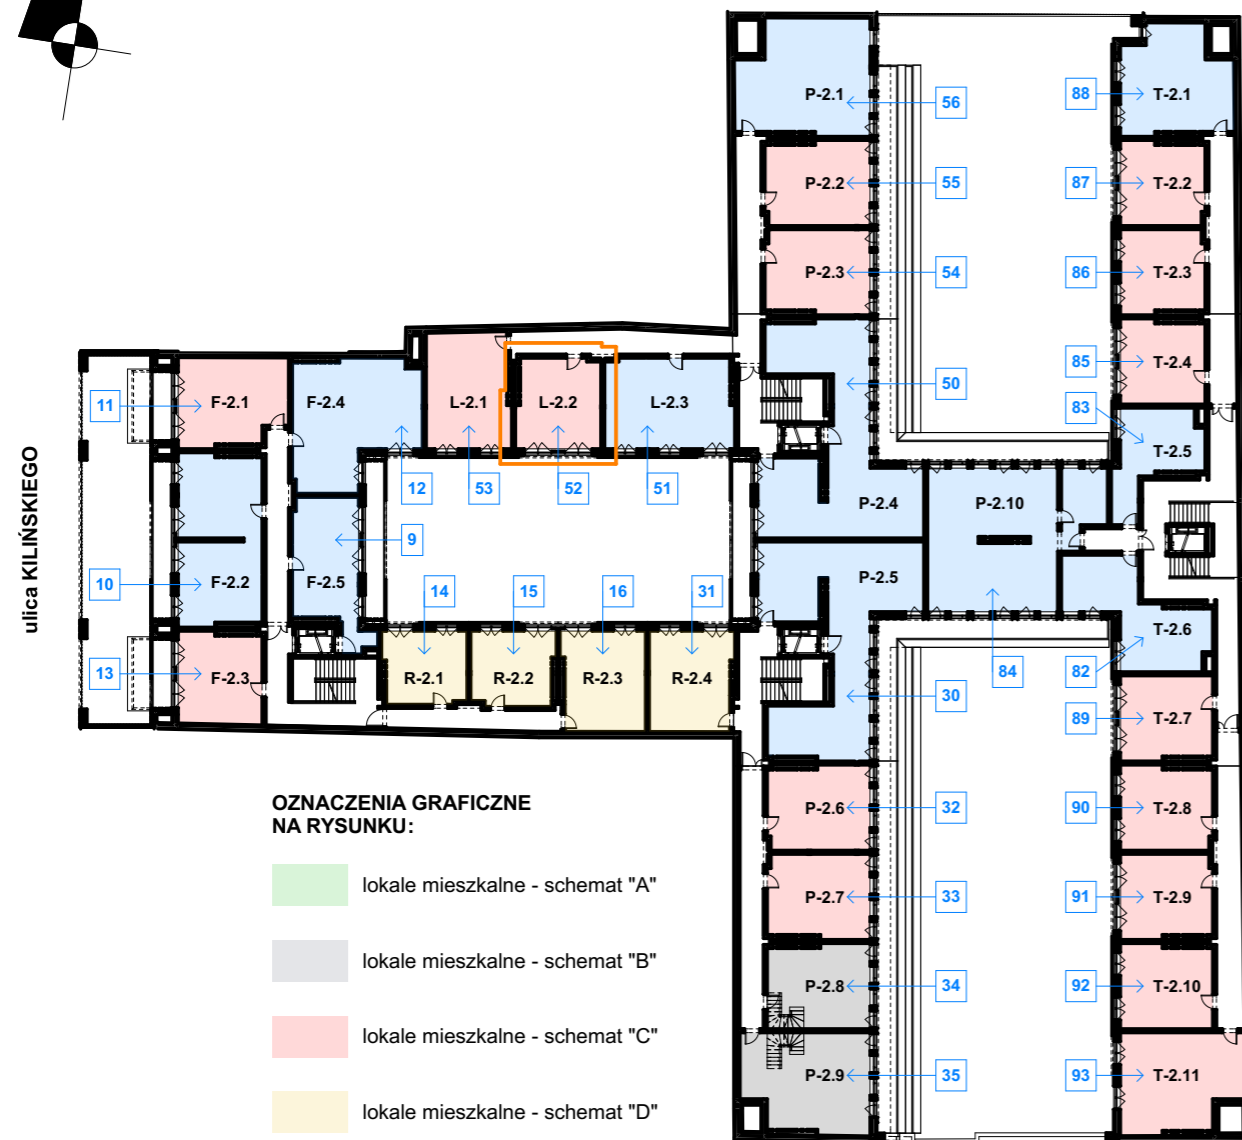 P-2.1
56
88
T-2.1
P-2.2
55
87
T-2.2
P-2.3
54
86
T-2.3
85
T-2.4
50
83
T-2.5
11
F-2.1
F-2.4
L-2.1
L-2.2
L-2.3
12
53
52
51
ulica KILIŃSKIEGO
P-2.4
P-2.10
9
10
F-2.2
F-2.5
P-2.5
14
15
16
31
T-2.6
13
F-2.3
R-2.1
R-2.2
R-2.3
R-2.4
30
84
82
89
T-2.7
OZNACZENIA GRAFICZNE
NA RYSUNKU:
P-2.6
32
90
T-2.8
lokale mieszkalne - schemat "A"
P-2.7
33
91
T-2.9
lokale mieszkalne - schemat "B"
P-2.8
34
92
T-2.10
lokale mieszkalne - schemat "C"
P-2.9
35
93
T-2.11
lokale mieszkalne - schemat "D"